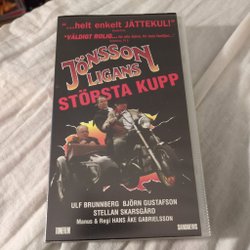 "...helt enkelt JÄTTEKUL!"
"VÄLDIGT ROLIG...
JÖNSSON
LIGANS
STÖRSTA KUPP
ULF BRUNNBERG BJÖRN GUSTAFSON
STELLAN SKARSGÅRD
Manus & Regi HANS ÅKE GABRIELSSON
SANDREWS